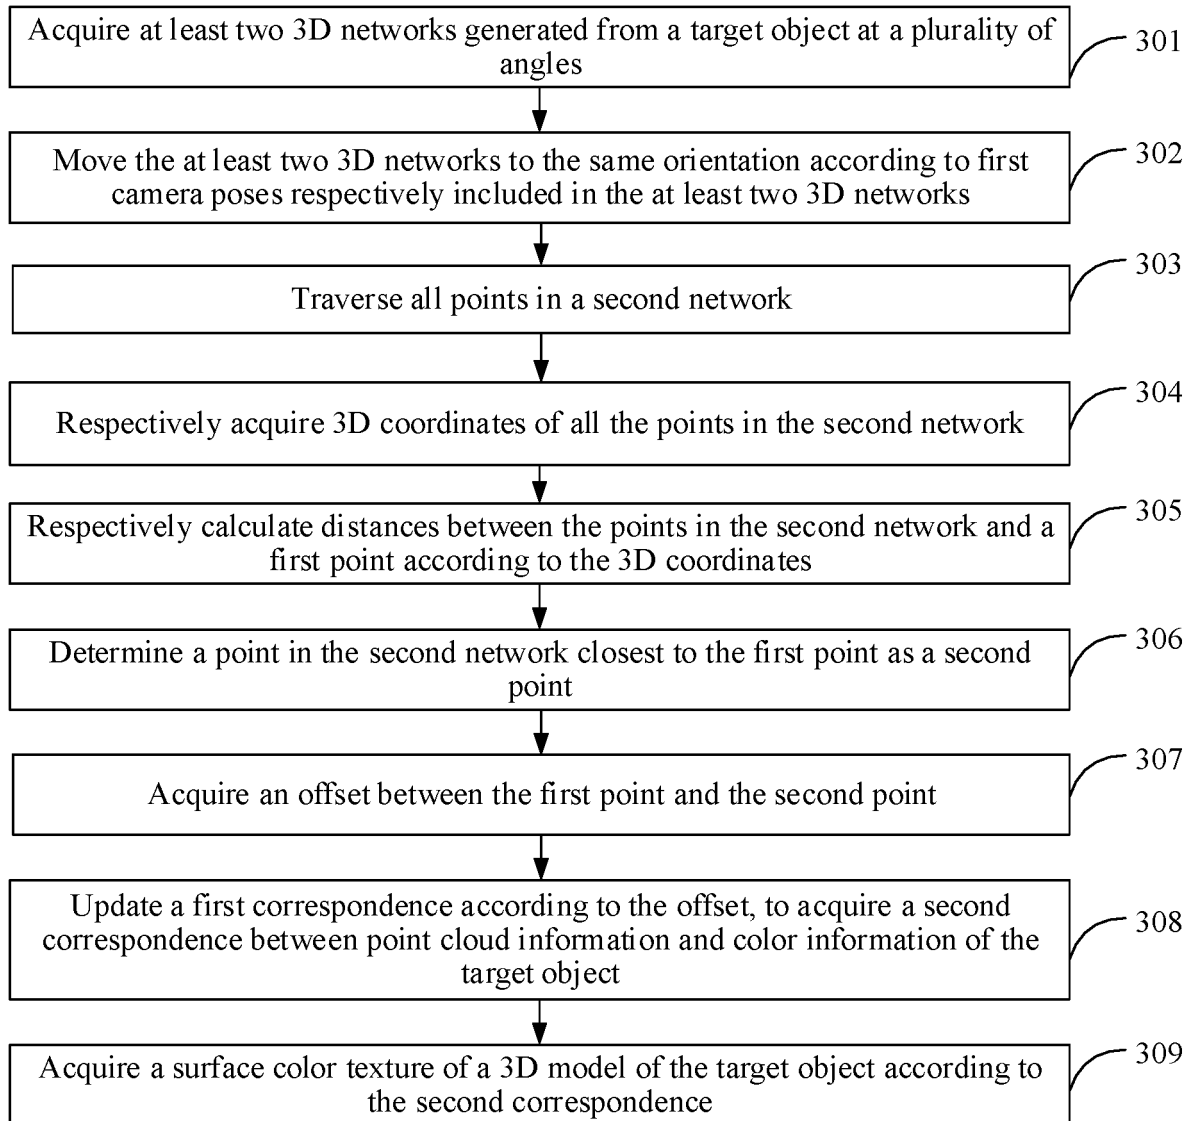 Acquire at least two 3D networks generated from a target object at a plurality of
angles
301
Move the at least two 3D networks to the same orientation according to first
camera poses respectively included in the at least two 3D networks
302
Traverse all points in a second network
303
Respectively acquire 3D coordinates of all the points in the second network
304
Respectively calculate distances between the points in the second network and a
first point according to the 3D coordinates
305
Determine a point in the second network closest to the first point as a second
point
306
Acquire an offset between the first point and the second point
307
Update a first correspondence according to the offset, to acquire a second
correspondence between point cloud information and color information of the
target object
308
Acquire a surface color texture of a 3D model of the target object according to
the second correspondence
309